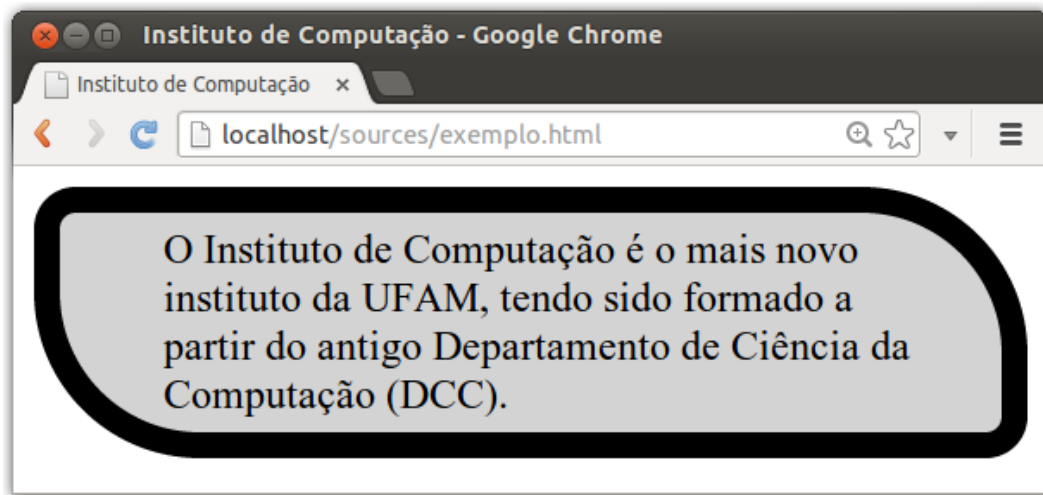 Instituto de Computação - Google Chrome
Instituto de Computação
localhost/sources/exemplo.html
O Instituto de Computação é o mais novo
instituto da UFAM, tendo sido formado a
partir do antigo Departamento de Ciência da
Computação (DCC).